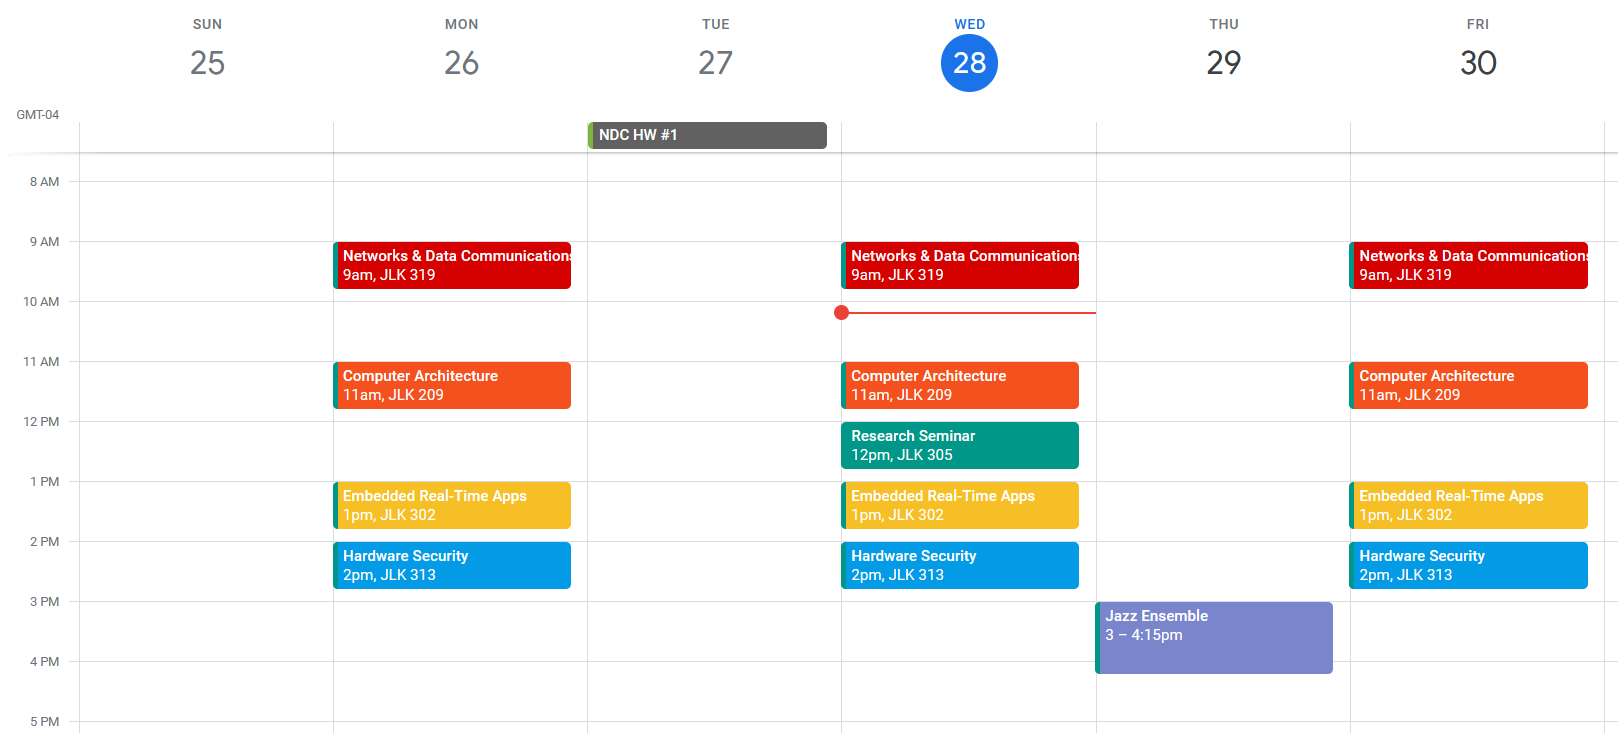 SUN
MON
TUE
WED
THU
FRI
25
26
27
28
29
30
GMT-04
NDC HW #1
8 AM
9 AM
Networks & Data Communications
9am, JLK 319
Networks & Data Communications
9am, JLK 319
Networks & Data Communications
9am, JLK 319
10 AM
11 AM
Computer Architecture
11am, JLK 209
Computer Architecture
11am, JLK 209
Computer Architecture
11am, JLK 209
12 PM
Research Seminar
12pm, JLK 305
1 PM
Embedded Real-Time Apps
1pm, JLK 302
Embedded Real-Time Apps
1pm, JLK 302
Embedded Real-Time Apps
1pm, JLK 302
2 PM
Hardware Security
2pm, JLK 313
Hardware Security
2pm, JLK 313
Hardware Security
2pm, JLK 313
3 PM
Jazz Ensemble
3 – 4:15pm
4 PM
5 PM